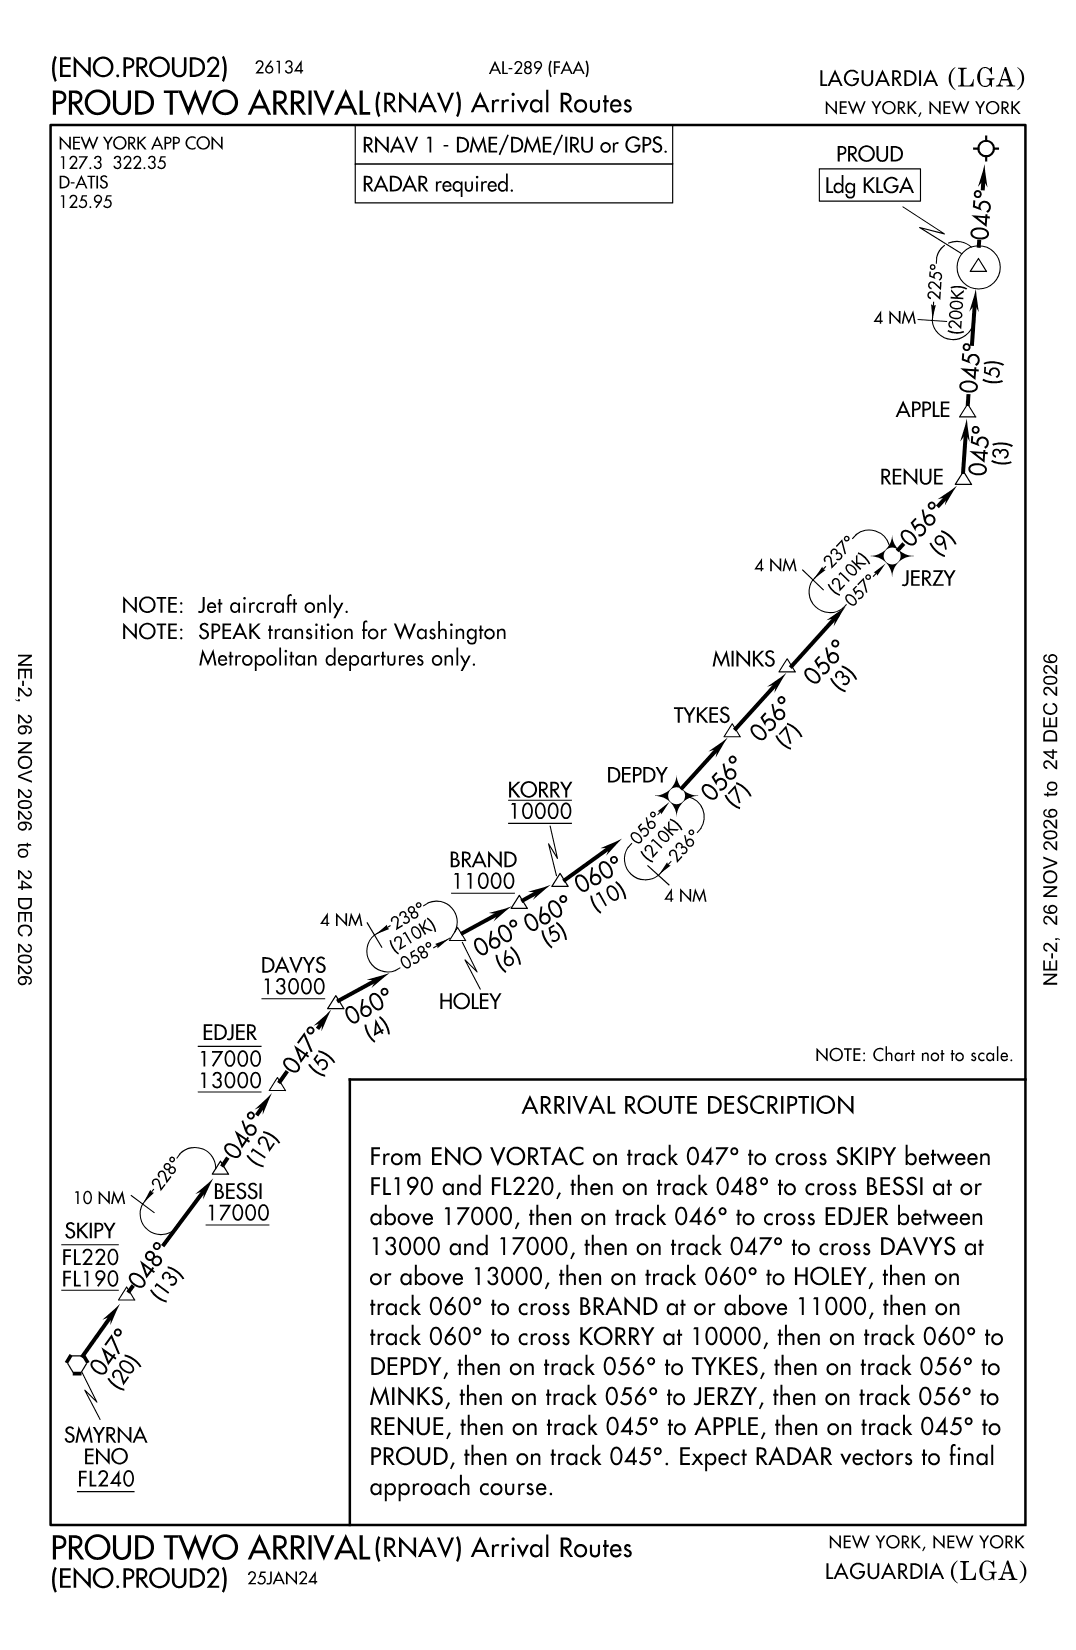 (ENO.PROUD2) 26134 AL-289 (FAA) LAGUARDIA (LGA)
PROUD TWO ARRIVAL (RNAV) Arrival Routes NEW YORK, NEW YORK
NEW YORK APP CON
127.3 322.35
D-ATIS
125.95
RNAV 1 - DME/DME/IRU or GPS.
RADAR required.
PROUD
Ldg KLGA
045°
225°
(200K)
4 NM
045°
(5)
APPLE
045°
(3)
RENUE
056°
(9)
237°
(210K)
057°
4 NM
JERZY
NOTE: Jet aircraft only.
NOTE: SPEAK transition for Washington
Metropolitan departures only.
MINKS
056°
(3)
TYKES
056°
(7)
DEPDY
056°
(7)
KORRY
10000
056°
(210K)
236°
4 NM
BRAND
11000
060°
(10)
060°
(5)
060°
(6)
4 NM
238°
(210K)
058°
HOLEY
DAVYS
13000
060°
(4)
EDJER
17000
13000
047°
(5)
NOTE: Chart not to scale.
046°
(12)
228°
10 NM
BESSI
17000
SKIPY
FL220
FL190
048°
(13)
047°
(20)
SMYRNA
ENO
FL240
ARRIVAL ROUTE DESCRIPTION
From ENO VORTAC on track 047° to cross SKIPY between
FL190 and FL220, then on track 048° to cross BESSI at or
above 17000, then on track 046° to cross EDJER between
13000 and 17000, then on track 047° to cross DAVYS at
or above 13000, then on track 060° to HOLEY, then on
track 060° to cross BRAND at or above 11000, then on
track 060° to cross KORRY at 10000, then on track 060° to
DEPDY, then on track 056° to TYKES, then on track 056° to
MINKS, then on track 056° to JERZY, then on track 056° to
RENUE, then on track 045° to APPLE, then on track 045° to
PROUD, then on track 045°. Expect RADAR vectors to final
approach course.
NE-2, 26 NOV 2026 to 24 DEC 2026
NE-2, 26 NOV 2026 to 24 DEC 2026
PROUD TWO ARRIVAL (RNAV) Arrival Routes NEW YORK, NEW YORK
(ENO.PROUD2) 25JAN24 LAGUARDIA (LGA)